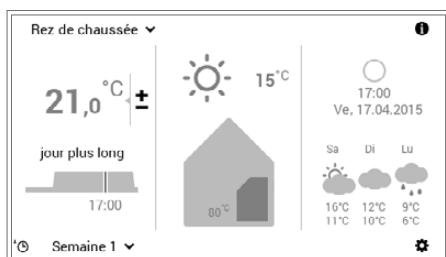 Rez de chaussée
21,0°C ±
15°C
17:00
Ve, 17.04.2015
jour plus long
17:00
80°C
Sa Di Lu
16°C 12°C 9°C
11°C 10°C 6°C
Semaine 1